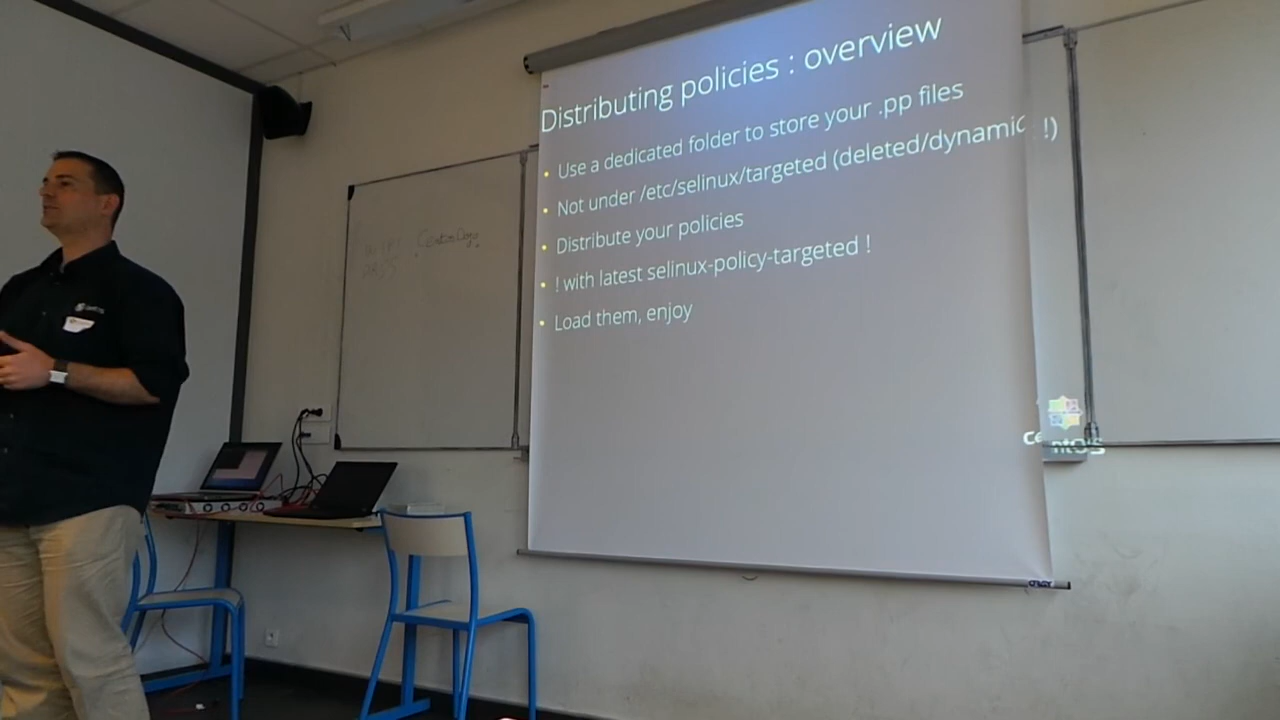 Distributing policies : overview
Use a dedicated folder to store your .pp files
Not under /etc/selinux/targeted (deleted/dynamic !)
Distribute your policies
! with latest selinux-policy-targeted !
Load them, enjoy
centOS